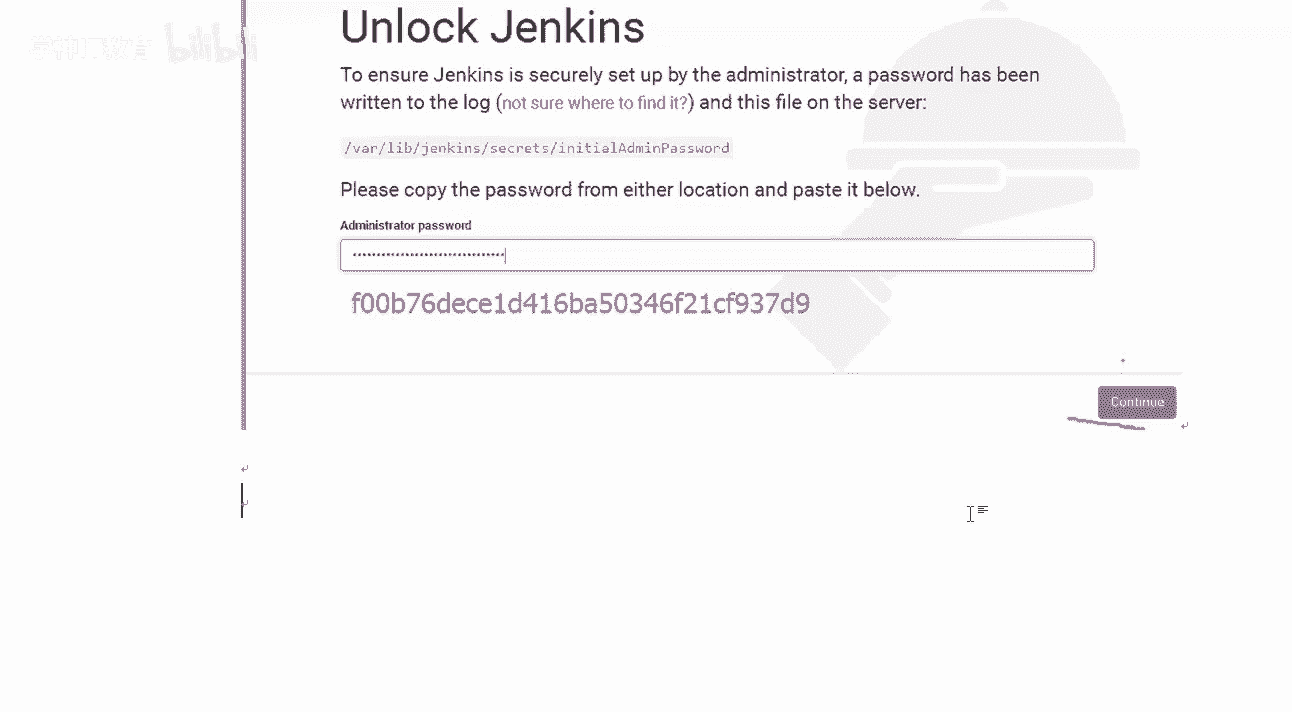 bilibili
Unlock Jenkins
To ensure Jenkins is securely set up by the administrator, a password has been
written to the log (not sure where to find it?) and this file on the server:
/var/lib/jenkins/secrets/initialAdminPassword
Please copy the password from either location and paste it below.
Administrator password
f00b76dece1d416ba50346f21cf937d9
Continue